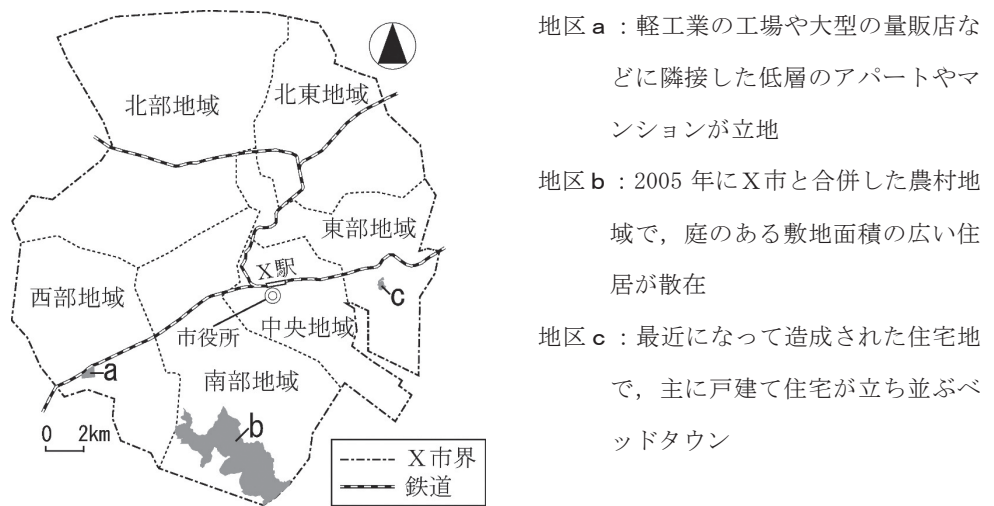 北部地域
北東地域
東部地域
X駅
西部地域
c
市役所
中央地域
a
南部地域
b
0 2km
X市界
鉄道
地区a：軽工業の工場や大型の量販店な
どに隣接した低層のアパートやマ
ンションが立地
地区b：2005年にX市と合併した農村地
域で，庭のある敷地面積の広い住
居が散在
地区c：最近になって造成された住宅地
で，主に戸建て住宅が立ち並ぶベ
ッドタウン